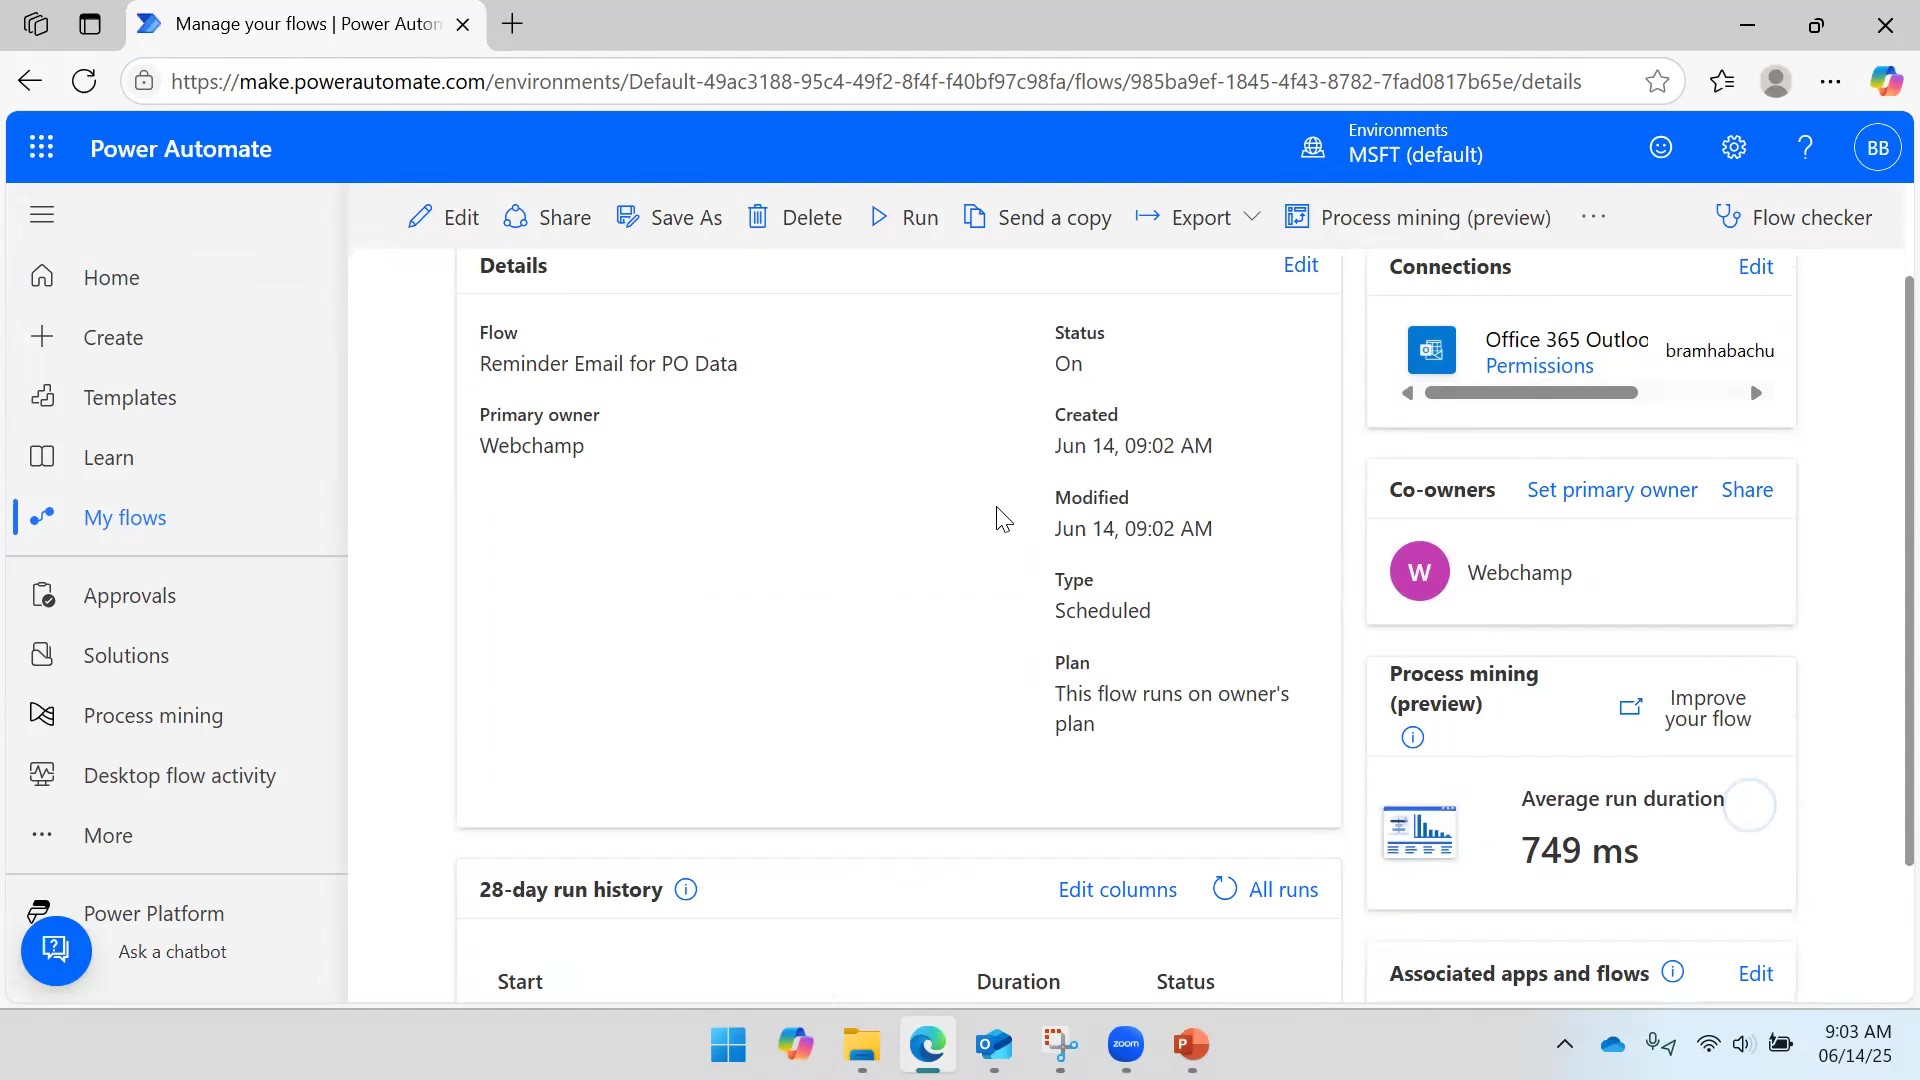 Manage your flows | Power Auton
https://make.powerautomate.com/environments/Default-49ac3188-95c4-49f2-8f4f-f40bf97c98fa/flows/985ba9ef-1845-4f43-8782-7fad0817b65e/details
Power Automate
Environments
MSFT (default)
BB
Edit
Share
Save As
Delete
Run
Send a copy
Export
Process mining (preview)
Flow checker
Home
Create
Templates
Learn
My flows
Approvals
Solutions
Process mining
Desktop flow activity
More
Power Platform
Ask a chatbot
Details
Edit
Flow
Reminder Email for PO Data
Primary owner
Webchamp
Status
On
Created
Jun 14, 09:02 AM
Modified
Jun 14, 09:02 AM
Type
Scheduled
Plan
This flow runs on owner's
plan
28-day run history
Edit columns
All runs
Start
Duration
Status
Connections
Edit
Office 365 Outloo
Permissions
bramhabachu
Co-owners
Set primary owner
Share
W
Webchamp
Process mining
(preview)
Improve
your flow
Average run duration
749 ms
Associated apps and flows
Edit
zoom
9:03 AM
06/14/25